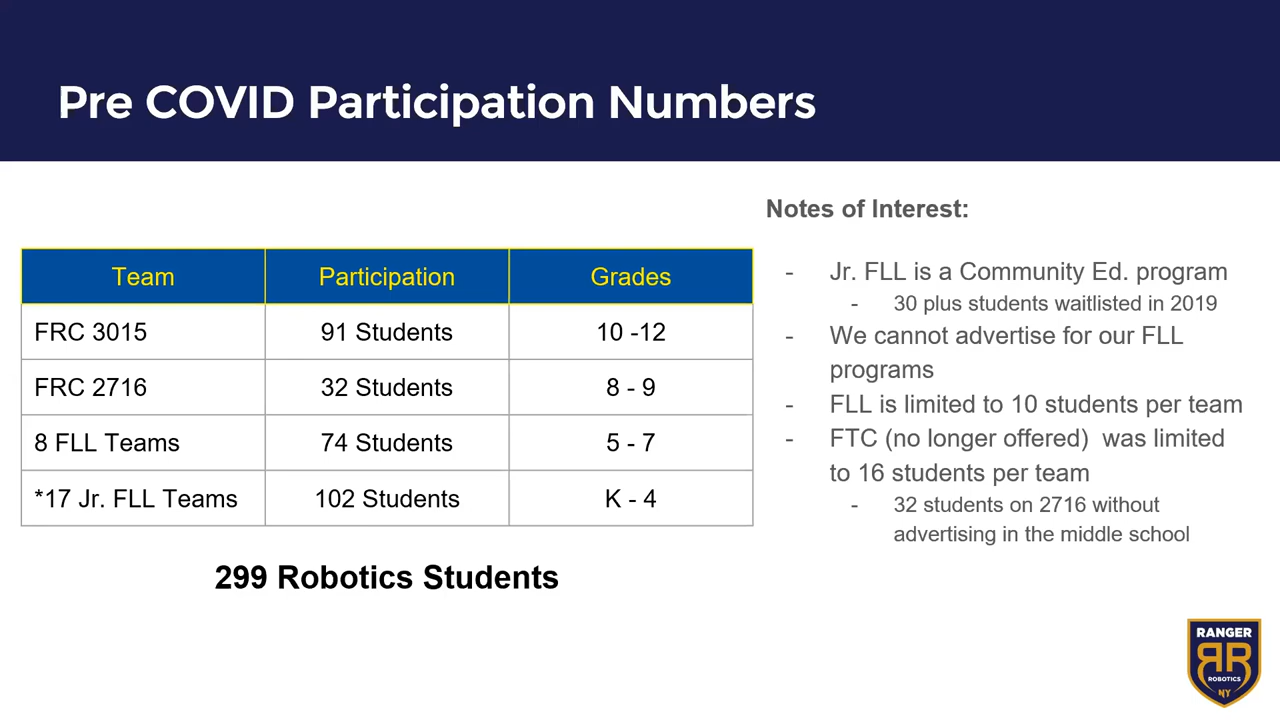 Pre COVID Participation Numbers
Team Participation Grades
FRC 3015 91 Students 10 -12
FRC 2716 32 Students 8 - 9
8 FLL Teams 74 Students 5 - 7
*17 Jr. FLL Teams 102 Students K - 4
299 Robotics Students
Notes of Interest:
- Jr. FLL is a Community Ed. program
- 30 plus students waitlisted in 2019
- We cannot advertise for our FLL
programs
- FLL is limited to 10 students per team
- FTC (no longer offered) was limited
to 16 students per team
- 32 students on 2716 without
advertising in the middle school
RANGER
RR
ROBOTICS
NY